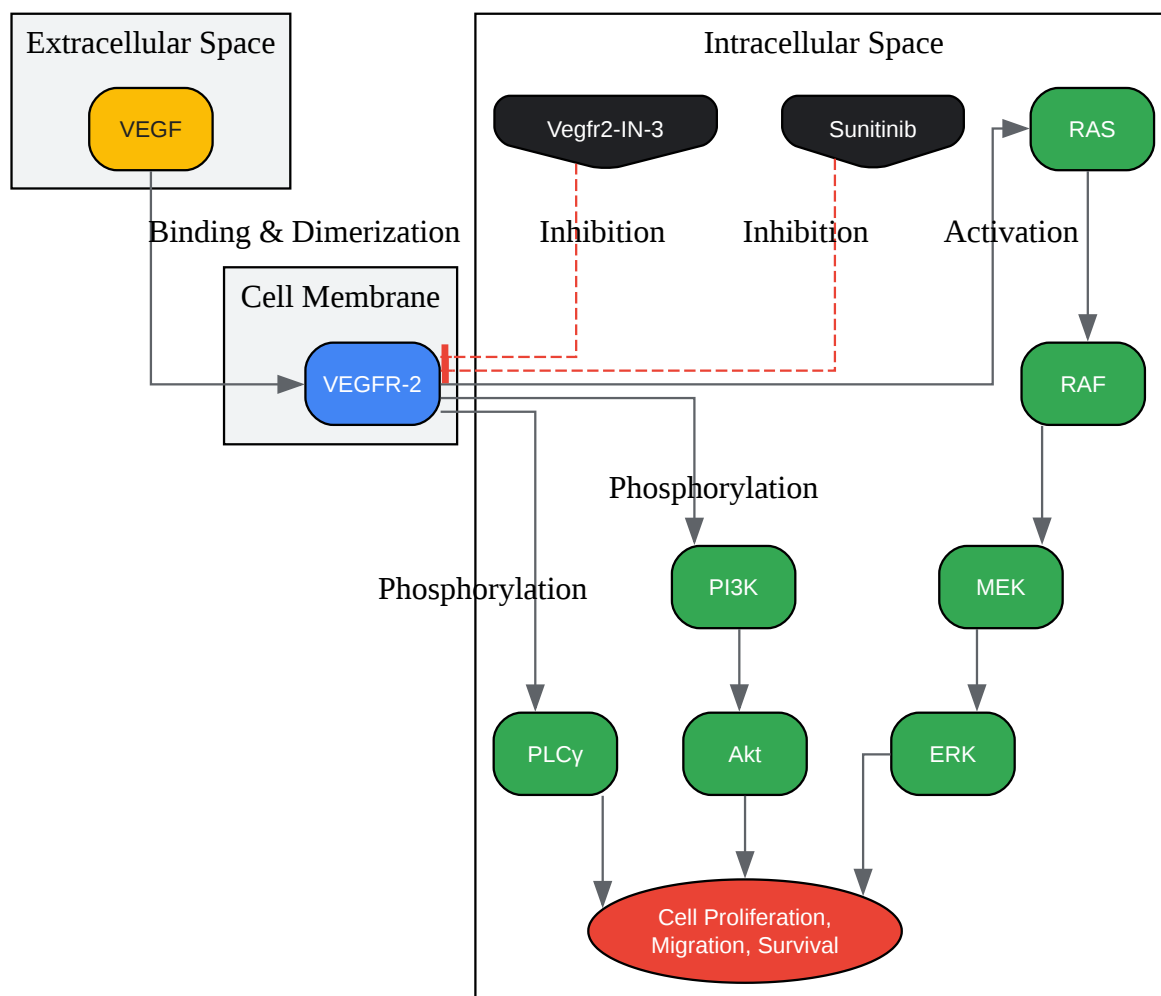 Extracellular Space
Intracellular Space
VEGF
Vegfr2-IN-3
Sunitinib
RAS
Binding & Dimerization
Inhibition
Inhibition
Activation
Cell Membrane
VEGFR-2
RAF
Phosphorylation
Phosphorylation
PI3K
MEK
PLCγ
Akt
ERK
Cell Proliferation,
Migration, Survival